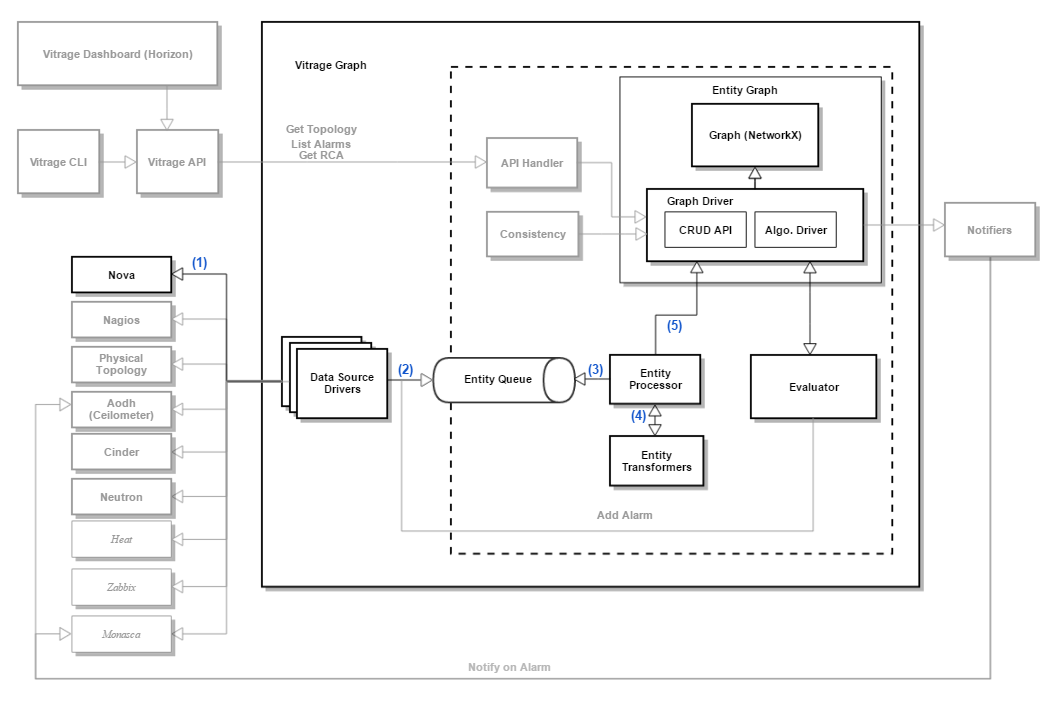 Vitrage Dashboard (Horizon)
Vitrage Graph
Entity Graph
Graph (NetworkX)
Get Topology
List Alarms
Get RCA
Vitrage CLI
Vitrage API
API Handler
Graph Driver
CRUD API
Algo. Driver
Consistency
Notifiers
(1)
Nova
Nagios
Physical
Topology
Aodh
(Ceilometer)
Cinder
Neutron
Heat
Zabbix
Monasca
Data Source
Drivers
(2)
Entity Queue
(3)
Entity
Processor
(4)
(5)
Entity
Transformers
Evaluator
Add Alarm
Notify on Alarm